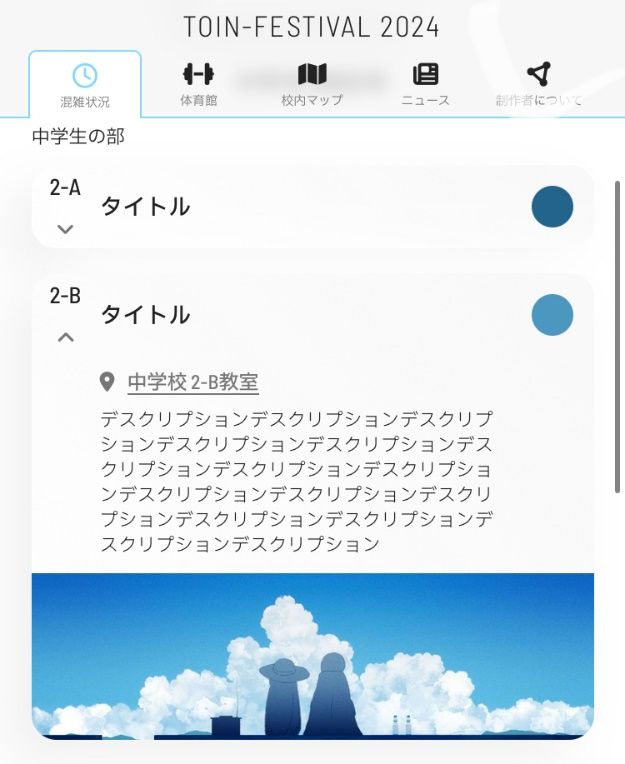 TOIN-FESTIVAL 2024
混雑状況
体育館
校内マップ
ニュース
制作者について
中学生の部
2-A
タイトル
2-B
タイトル
中学校 2-B教室
デスクリプションデスクリプションデスクリプ
ションデスクリプションデスクリプションデス
クリプションデスクリプションデスクリプショ
ンデスクリプションデスクリプションデスクリ
プションデスクリプションデスクリプションデ
スクリプションデスクリプション